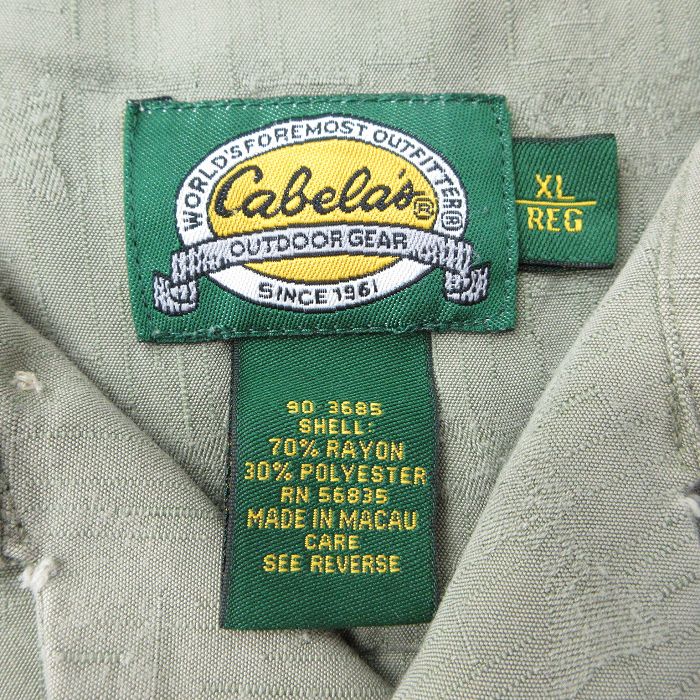 WORLD'S FOREMOST OUTFITTER®
Cabela's®
OUTDOOR GEAR
SINCE 1961
XL
REG
90 3685
SHELL:
70% RAYON
30% POLYESTER
RN 56835
MADE IN MACAU
CARE
SEE REVERSE